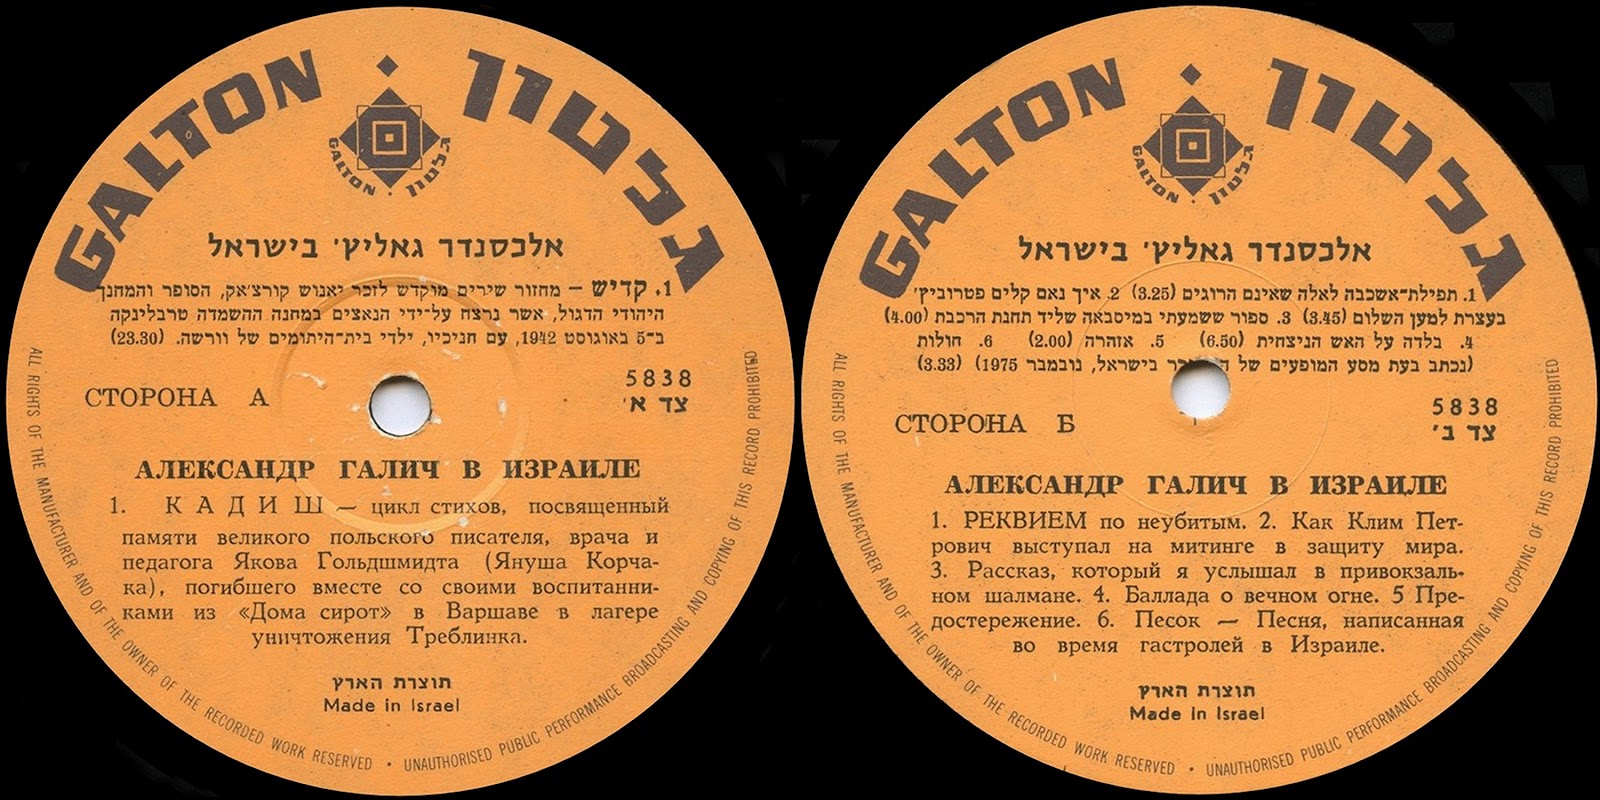 GALTON • גלטון
GALTON • גלטון
אלכסנדר גאליץ' בישראל
1. קדיש – מחזור שירים מוקדש לזכר יאנוש קורצ'אק, הסופר והמחנך
היהודי הדגול, אשר נרצח על-ידי הנאצים במחנה ההשמדה טרבלינקה
ב-5 באוגוסט 1942, עם חניכיו, ילדי בית-היתומים של וורשה. (23.30)
СТОРОНА А
5838
צד א'
АЛЕКСАНДР ГАЛИЧ В ИЗРАИЛЕ
1. КАДИШ — цикл стихов, посвященный
памяти великого польского писателя, врача и
педагога Якова Гольдшмидта (Януша Корча-
ка), погибшего вместе со своими воспитанни-
ками из «Дома сирот» в Варшаве в лагере
уничтожения Треблинка.
תוצרת הארץ
Made in Israel
ALL RIGHTS OF THE MANUFACTURER AND OF THE OWNER OF THE RECORDED WORK RESERVED • UNAUTHORISED PUBLIC PERFORMANCE BROADCASTING AND COPYING OF THIS RECORD PROHIBITED
GALTON • גלטון
GALTON • גלטון
אלכסנדר גאליץ' בישראל
1. תפילת-אשכבה לאלה שאינם הרוגים (3.25) 2. איך נאם קלים פטרוביץ'
בעצרת למען השלום (3.45) 3. ספור ששמעתי במיסבאה שליד תחנת הרכבת (4.00)
4. בלדה על האש הניצחית (6.50) 5. אזהרה (2.00) 6. חולות
(נכתב בעת מסע המופעים של בישראל, נובמבר 1975) (3.33)
СТОРОНА Б
5838
צד ב'
АЛЕКСАНДР ГАЛИЧ В ИЗРАИЛЕ
1. РЕКВИЕМ по неубитым. 2. Как Клим Пет-
рович выступал на митинге в защиту мира.
3. Рассказ, который я услышал в привокзаль-
ном шалмане. 4. Баллада о вечном огне. 5 Пре-
достережение. 6. Песок — Песня, написанная
во время гастролей в Израиле.
תוצרת הארץ
Made in Israel
ALL RIGHTS OF THE MANUFACTURER AND OF THE OWNER OF THE RECORDED WORK RESERVED • UNAUTHORISED PUBLIC PERFORMANCE BROADCASTING AND COPYING OF THIS RECORD PROHIBITED